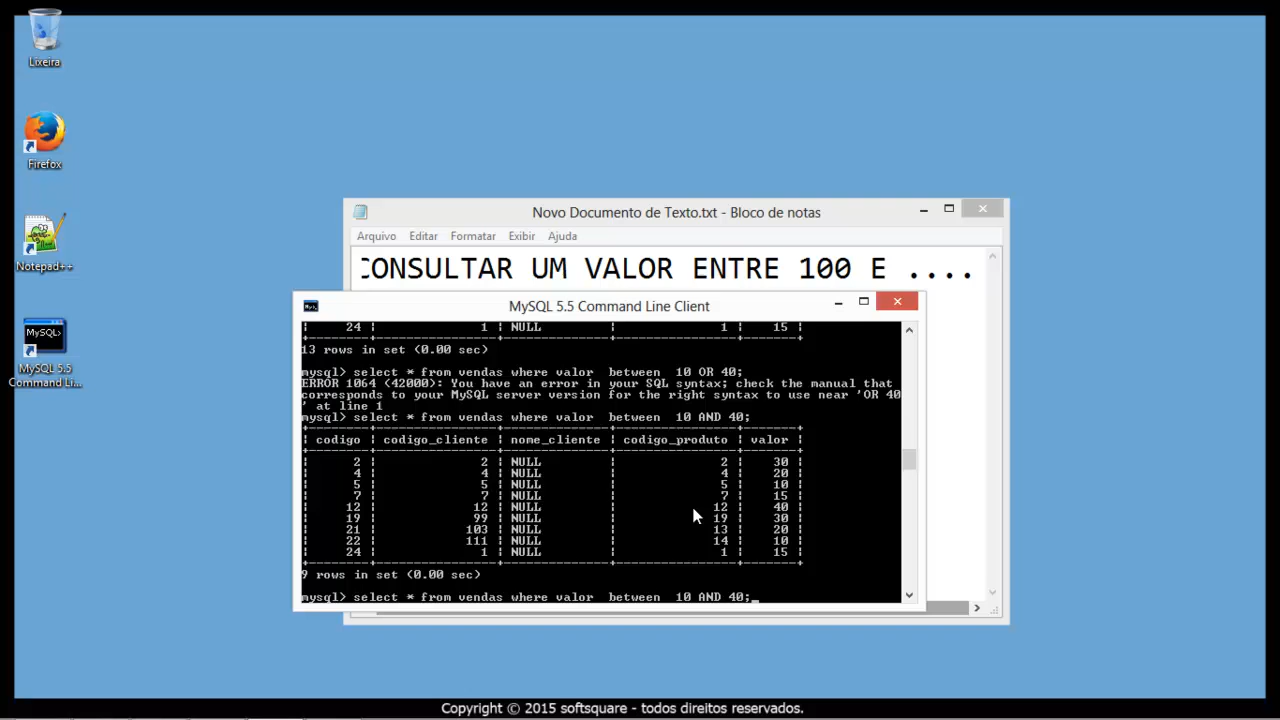 Lixeira
Firefox
Notepad++
MySQL>
MySQL 5.5
Command Li...
Novo Documento de Texto.txt - Bloco de notas
Arquivo Editar Formatar Exibir Ajuda
CONSULTAR UM VALOR ENTRE 100 E ....
MySQL 5.5 Command Line Client
| 24 | 1 | NULL | 1 | 15 |
13 rows in set (0.00 sec)
mysql> select * from vendas where valor  between  10 OR 40;
ERROR 1064 (42000): You have an error in your SQL syntax; check the manual that
corresponds to your MySQL server version for the right syntax to use near 'OR 40
' at line 1
mysql> select * from vendas where valor  between  10 AND 40;
| codigo | codigo_cliente | nome_cliente | codigo_produto | valor |
| 2 | 2 | NULL | 2 | 30 |
| 4 | 4 | NULL | 4 | 20 |
| 5 | 5 | NULL | 5 | 10 |
| 7 | 7 | NULL | 7 | 15 |
| 12 | 12 | NULL | 12 | 40 |
| 19 | 99 | NULL | 19 | 30 |
| 21 | 103 | NULL | 13 | 20 |
| 22 | 111 | NULL | 14 | 10 |
| 24 | 1 | NULL | 1 | 15 |
9 rows in set (0.00 sec)
mysql> select * from vendas where valor  between  10 AND 40;_
Copyright © 2015 softsquare - todos direitos reservados.